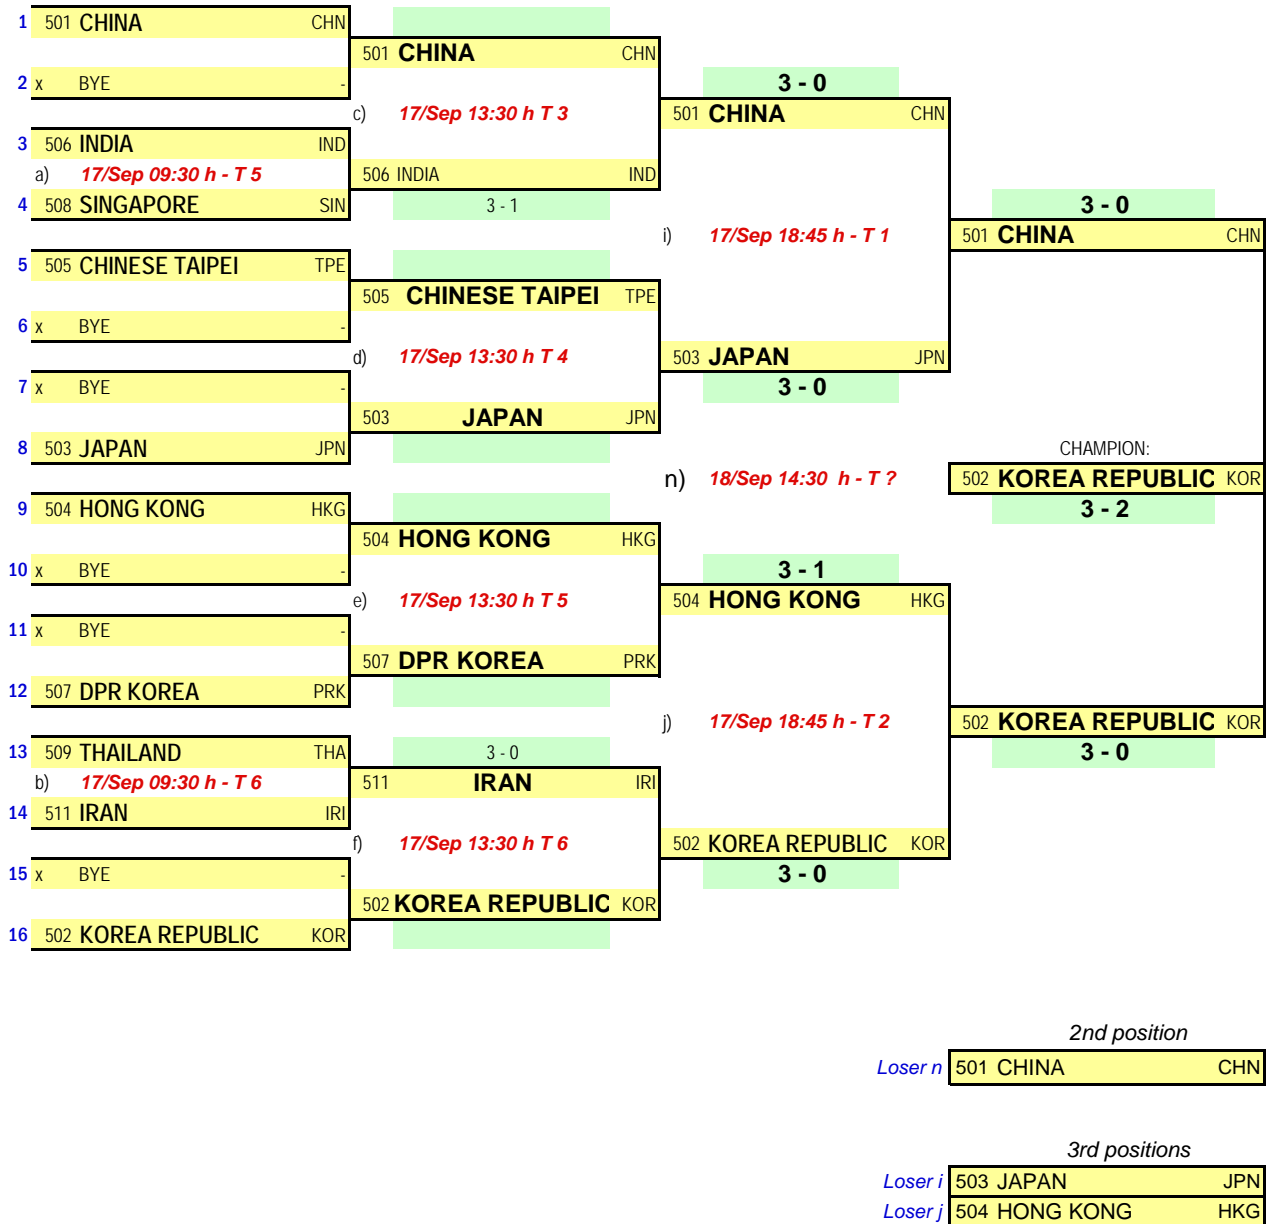 1 501 CHINA CHN
501 CHINA CHN
2 x BYE -
3 - 0
c) 17/Sep 13:30 h T 3
501 CHINA CHN
3 506 INDIA IND
a) 17/Sep 09:30 h - T 5
506 INDIA IND
4 508 SINGAPORE SIN
3 - 1
3 - 0
i) 17/Sep 18:45 h - T 1
501 CHINA CHN
5 505 CHINESE TAIPEI TPE
505 CHINESE TAIPEI TPE
6 x BYE -
d) 17/Sep 13:30 h T 4
503 JAPAN JPN
7 x BYE -
3 - 0
503 JAPAN JPN
8 503 JAPAN JPN
CHAMPION:
n) 18/Sep 14:30 h - T ?
502 KOREA REPUBLIC KOR
9 504 HONG KONG HKG
3 - 2
504 HONG KONG HKG
10 x BYE -
3 - 1
e) 17/Sep 13:30 h T 5
504 HONG KONG HKG
11 x BYE -
507 DPR KOREA PRK
12 507 DPR KOREA PRK
j) 17/Sep 18:45 h - T 2
502 KOREA REPUBLIC KOR
13 509 THAILAND THA
3 - 0
3 - 0
b) 17/Sep 09:30 h - T 6
511 IRAN IRI
14 511 IRAN IRI
f) 17/Sep 13:30 h T 6
502 KOREA REPUBLIC KOR
15 x BYE -
3 - 0
502 KOREA REPUBLIC KOR
16 502 KOREA REPUBLIC KOR
2nd position
Loser n 501 CHINA CHN
3rd positions
Loser i 503 JAPAN JPN
Loser j 504 HONG KONG HKG